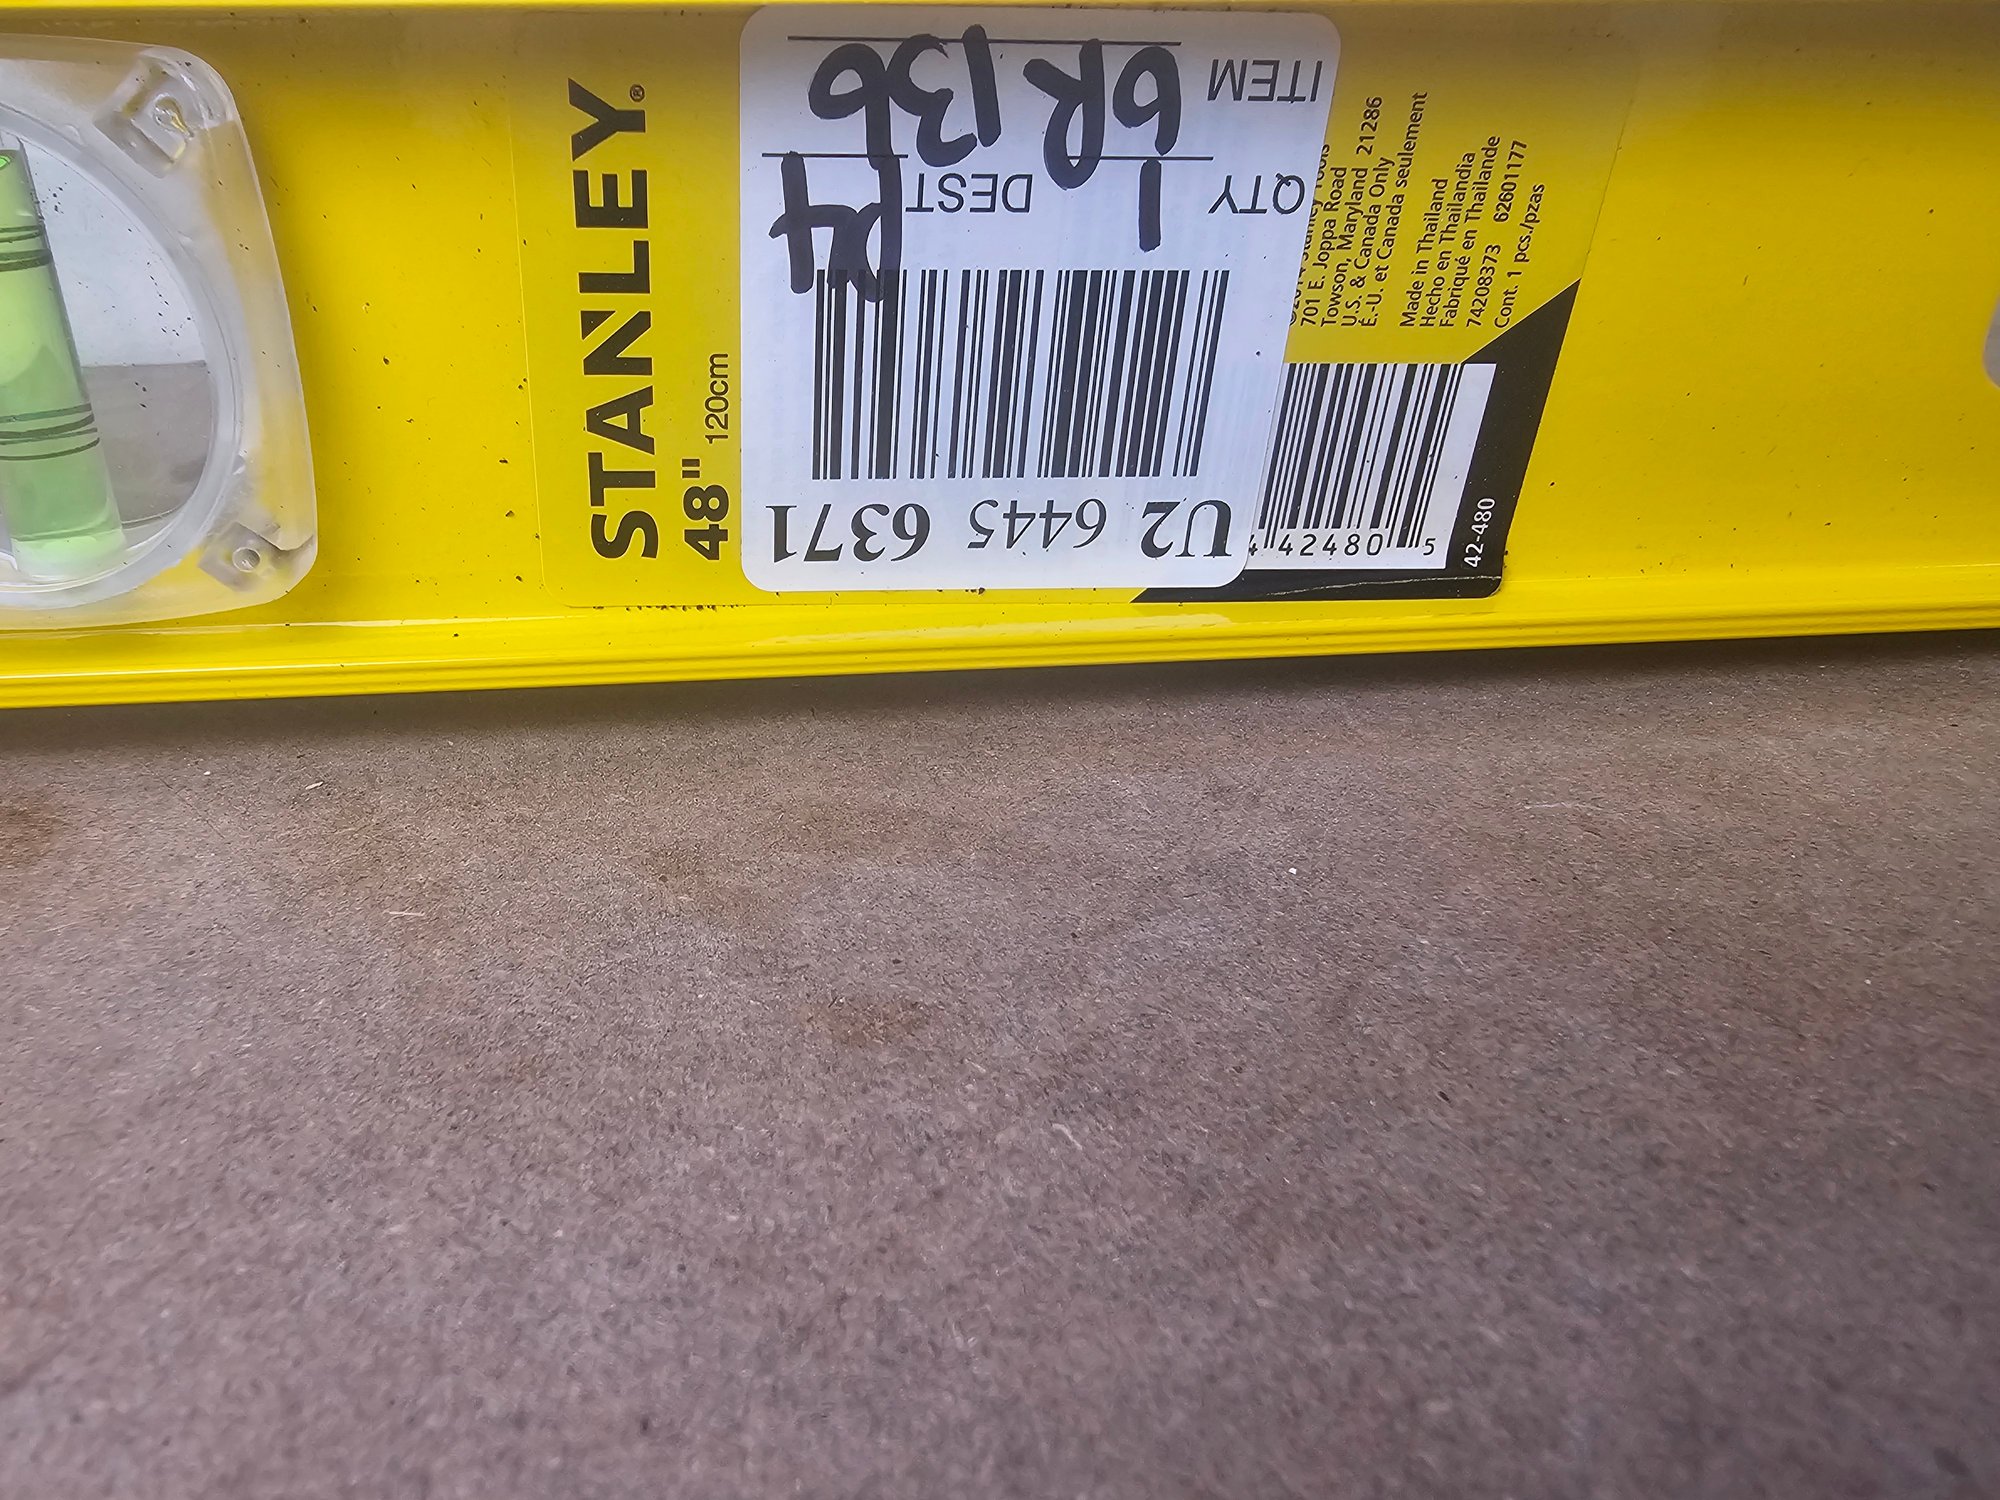 STANLEY®
48" 120cm
ITEM
QTY 1 DEST P4
U2 6445 6371
701 E. Joppa Road
Towson, Maryland 21286
U.S. & Canada Only
É.-U. et Canada seulement
Made in Thailand
Hecho en Thailandia
Fabriqué en Thaïlande
74208373 62601177
Cont. 1 pcs./pzas
4 42480 5
42-480